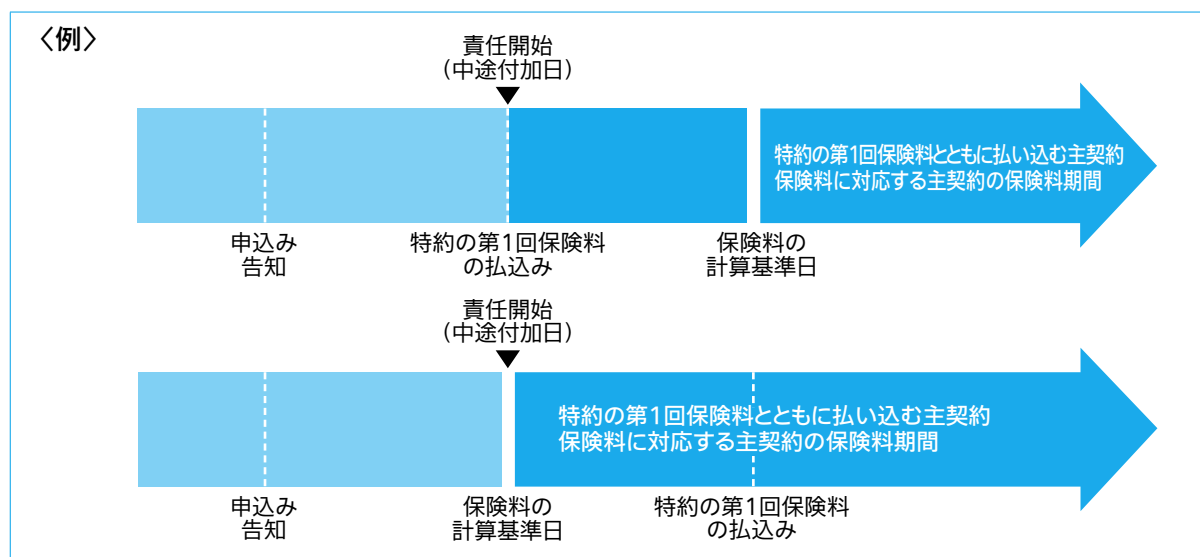 〈例〉
責任開始
(中途付加日)
特約の第1回保険料とともに払い込む主契約
保険料に対応する主契約の保険料期間
申込み
告知
特約の第1回保険料
の払込み
保険料の
計算基準日
責任開始
(中途付加日)
特約の第1回保険料とともに払い込む主契約
保険料に対応する主契約の保険料期間
申込み
告知
保険料の
計算基準日
特約の第1回保険料
の払込み